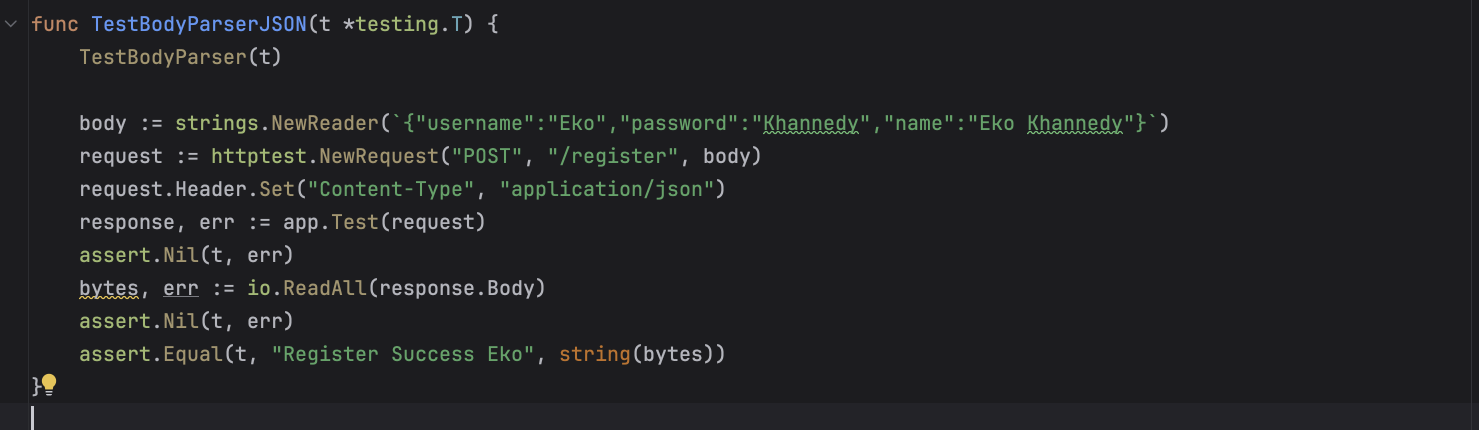 func TestBodyParserJSON(t *testing.T) {
    TestBodyParser(t)

    body := strings.NewReader(`{"username":"Eko","password":"Khannedy","name":"Eko Khannedy"}`)
    request := httptest.NewRequest("POST", "/register", body)
    request.Header.Set("Content-Type", "application/json")
    response, err := app.Test(request)
    assert.Nil(t, err)
    bytes, err := io.ReadAll(response.Body)
    assert.Nil(t, err)
    assert.Equal(t, "Register Success Eko", string(bytes))
}